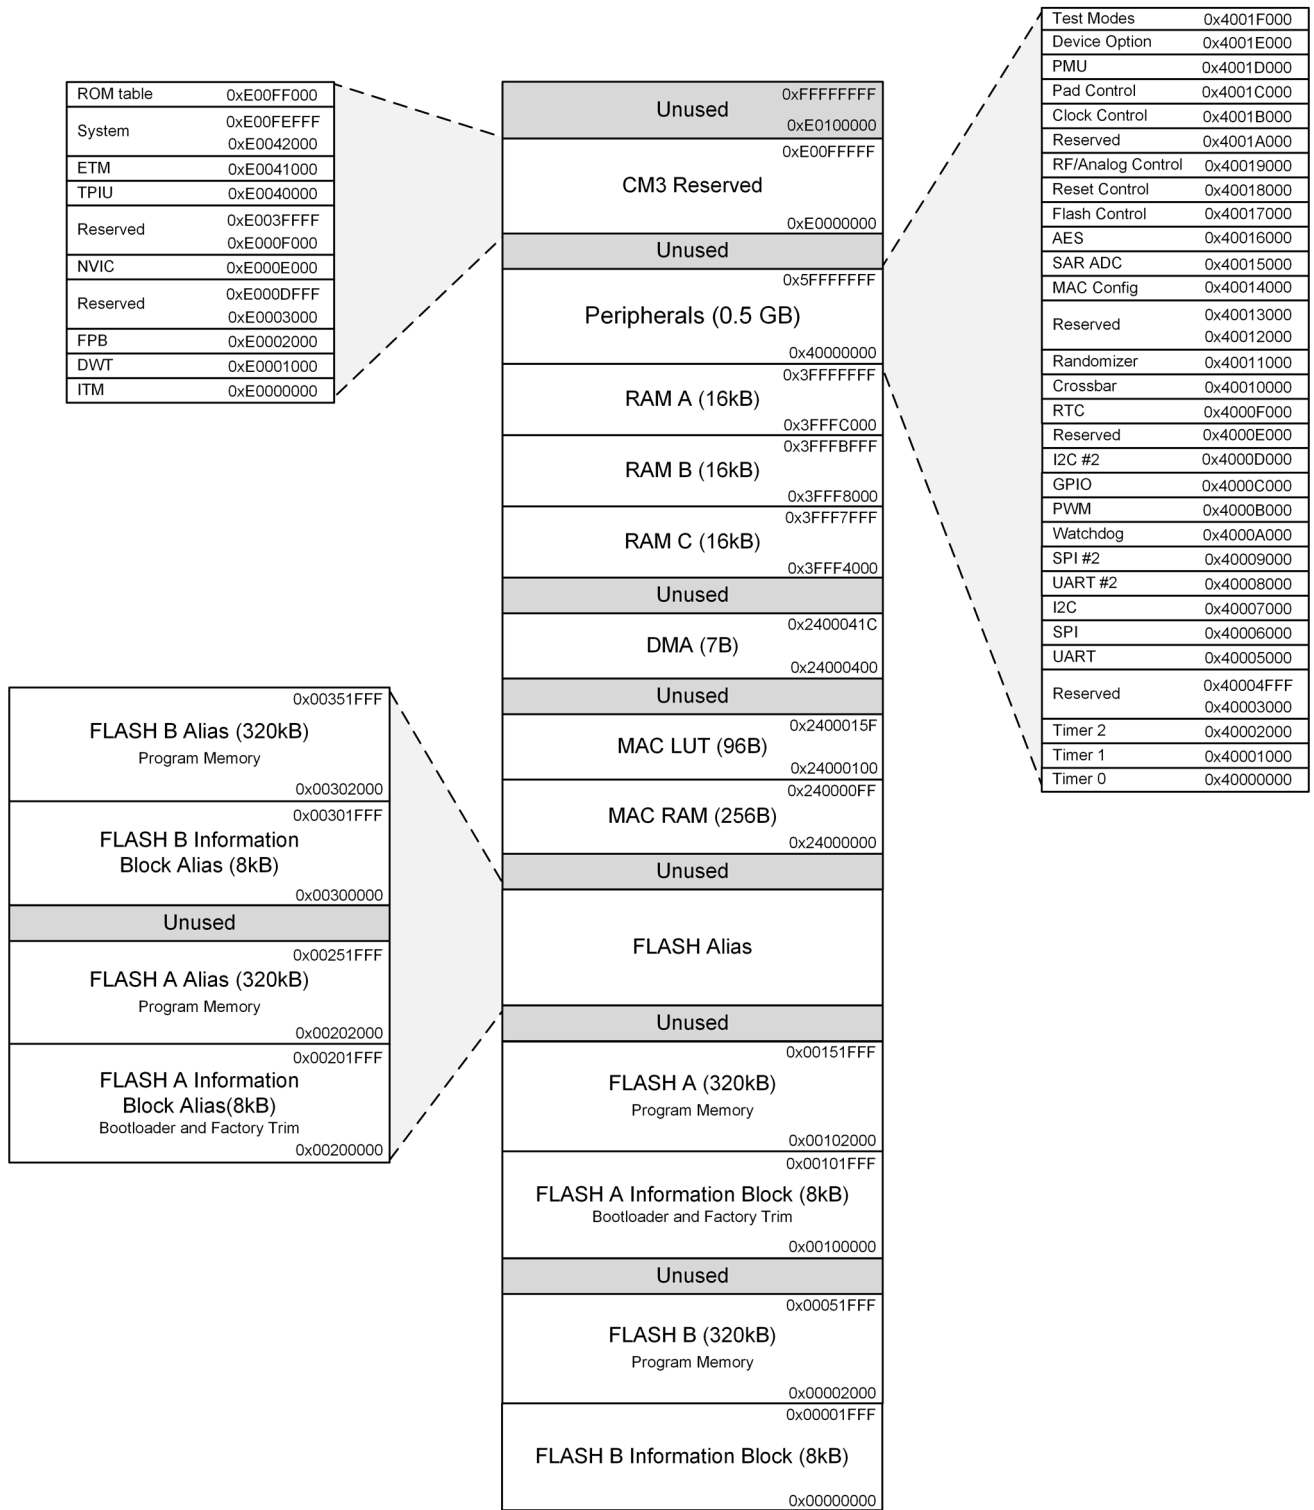 ROM table 0xE00FF000
System 0xE00FEFFF
0xE0042000
ETM 0xE0041000
TPIU 0xE0040000
Reserved 0xE003FFFF
0xE000F000
NVIC 0xE000E000
Reserved 0xE000DFFF
0xE0003000
FPB 0xE0002000
DWT 0xE0001000
ITM 0xE0000000
0x00351FFF
FLASH B Alias (320kB)
Program Memory
0x00302000
0x00301FFF
FLASH B Information
Block Alias (8kB)
0x00300000
Unused
0x00251FFF
FLASH A Alias (320kB)
Program Memory
0x00202000
0x00201FFF
FLASH A Information
Block Alias(8kB)
Bootloader and Factory Trim
0x00200000
0xFFFFFFFF
Unused
0xE0100000
0xE00FFFFF
CM3 Reserved
0xE0000000
Unused
0x5FFFFFFF
Peripherals (0.5 GB)
0x40000000
0x3FFFFFFF
RAM A (16kB)
0x3FFFC000
0x3FFFBFFF
RAM B (16kB)
0x3FFF8000
0x3FFF7FFF
RAM C (16kB)
0x3FFF4000
Unused
0x2400041C
DMA (7B)
0x24000400
Unused
0x2400015F
MAC LUT (96B)
0x24000100
0x240000FF
MAC RAM (256B)
0x24000000
Unused
FLASH Alias
Unused
0x00151FFF
FLASH A (320kB)
Program Memory
0x00102000
0x00101FFF
FLASH A Information Block (8kB)
Bootloader and Factory Trim
0x00100000
Unused
0x00051FFF
FLASH B (320kB)
Program Memory
0x00002000
0x00001FFF
FLASH B Information Block (8kB)
0x00000000
Test Modes 0x4001F000
Device Option 0x4001E000
PMU 0x4001D000
Pad Control 0x4001C000
Clock Control 0x4001B000
Reserved 0x4001A000
RF/Analog Control 0x40019000
Reset Control 0x40018000
Flash Control 0x40017000
AES 0x40016000
SAR ADC 0x40015000
MAC Config 0x40014000
Reserved 0x40013000
0x40012000
Randomizer 0x40011000
Crossbar 0x40010000
RTC 0x4000F000
Reserved 0x4000E000
I2C #2 0x4000D000
GPIO 0x4000C000
PWM 0x4000B000
Watchdog 0x4000A000
SPI #2 0x40009000
UART #2 0x40008000
I2C 0x40007000
SPI 0x40006000
UART 0x40005000
Reserved 0x40004FFF
0x40003000
Timer 2 0x40002000
Timer 1 0x40001000
Timer 0 0x40000000